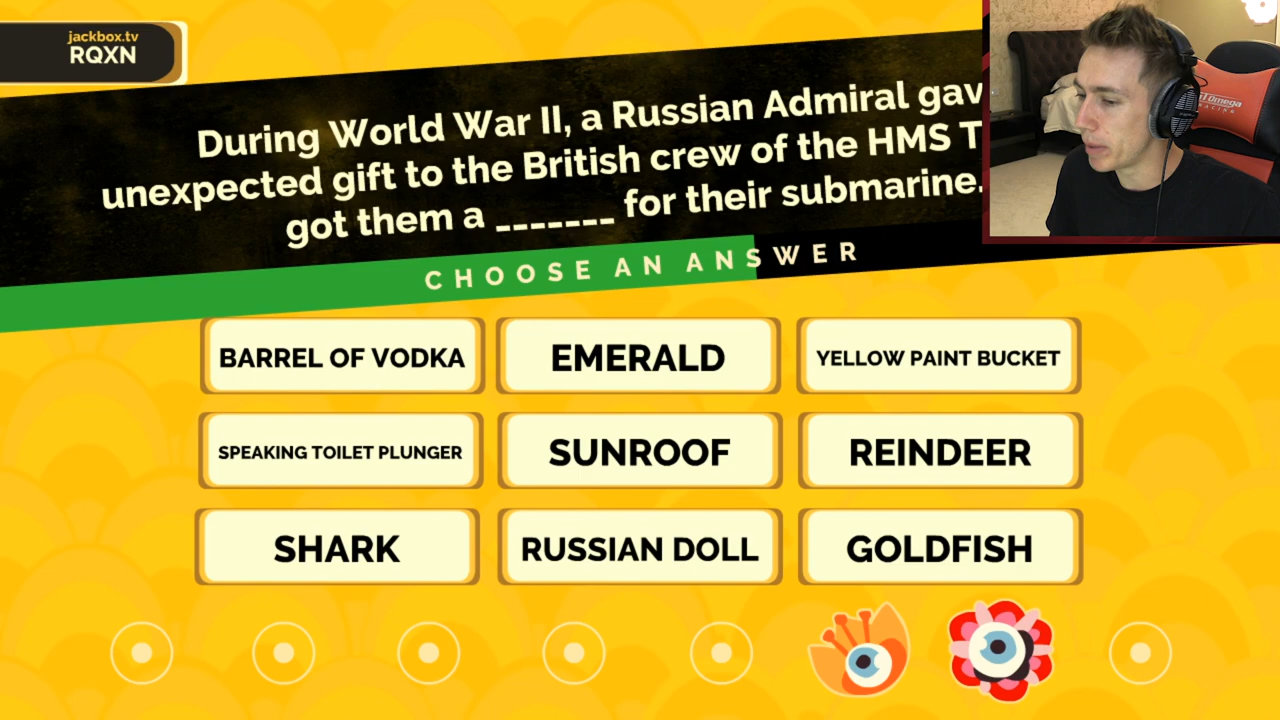 jackbox.tv
RQXN
During World War II, a Russian Admiral gav
unexpected gift to the British crew of the HMS T
got them a _______ for their submarine.
CHOOSE AN ANSWER
BARREL OF VODKA
EMERALD
YELLOW PAINT BUCKET
SPEAKING TOILET PLUNGER
SUNROOF
REINDEER
SHARK
RUSSIAN DOLL
GOLDFISH